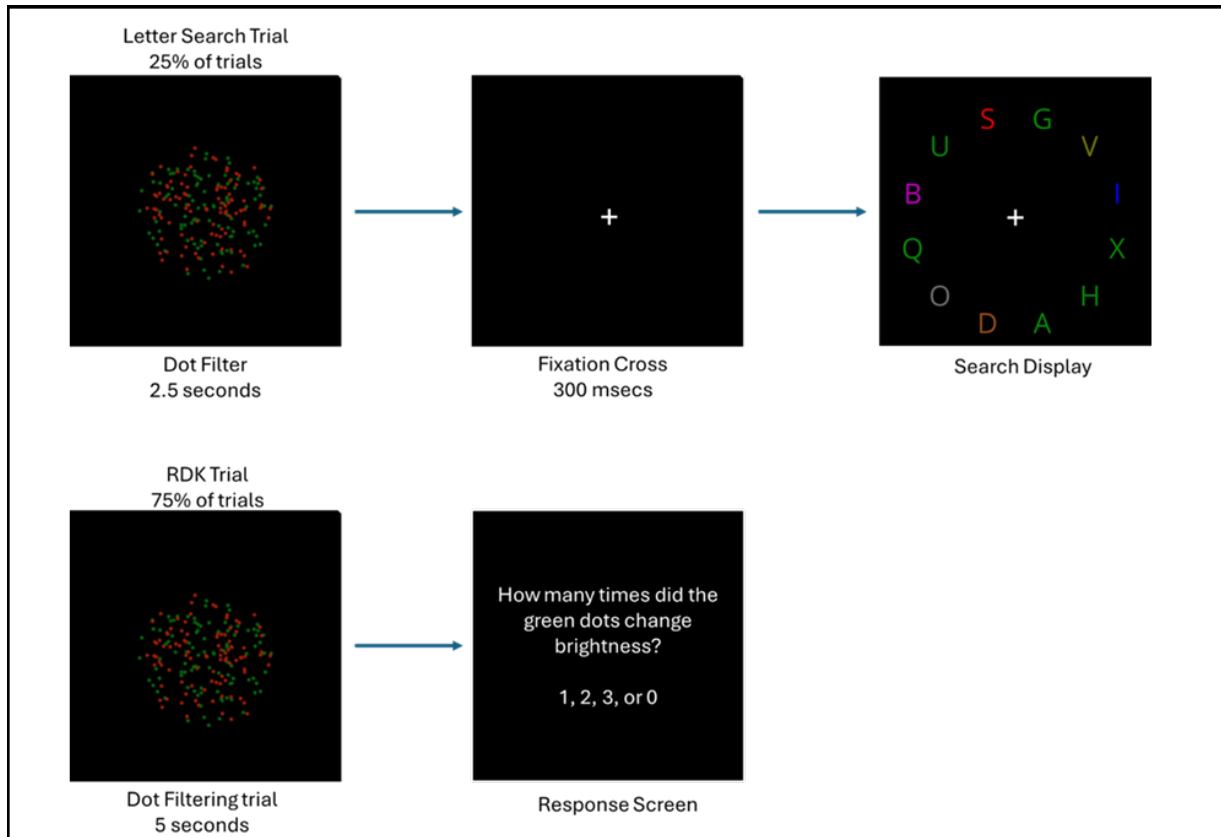 Letter Search Trial
25% of trials
Dot Filter
2.5 seconds
+
Fixation Cross
300 msecs
S G
U V
B I
+
Q X
O H
D A
Search Display
RDK Trial
75% of trials
Dot Filtering trial
5 seconds
How many times did the
green dots change
brightness?
1, 2, 3, or 0
Response Screen